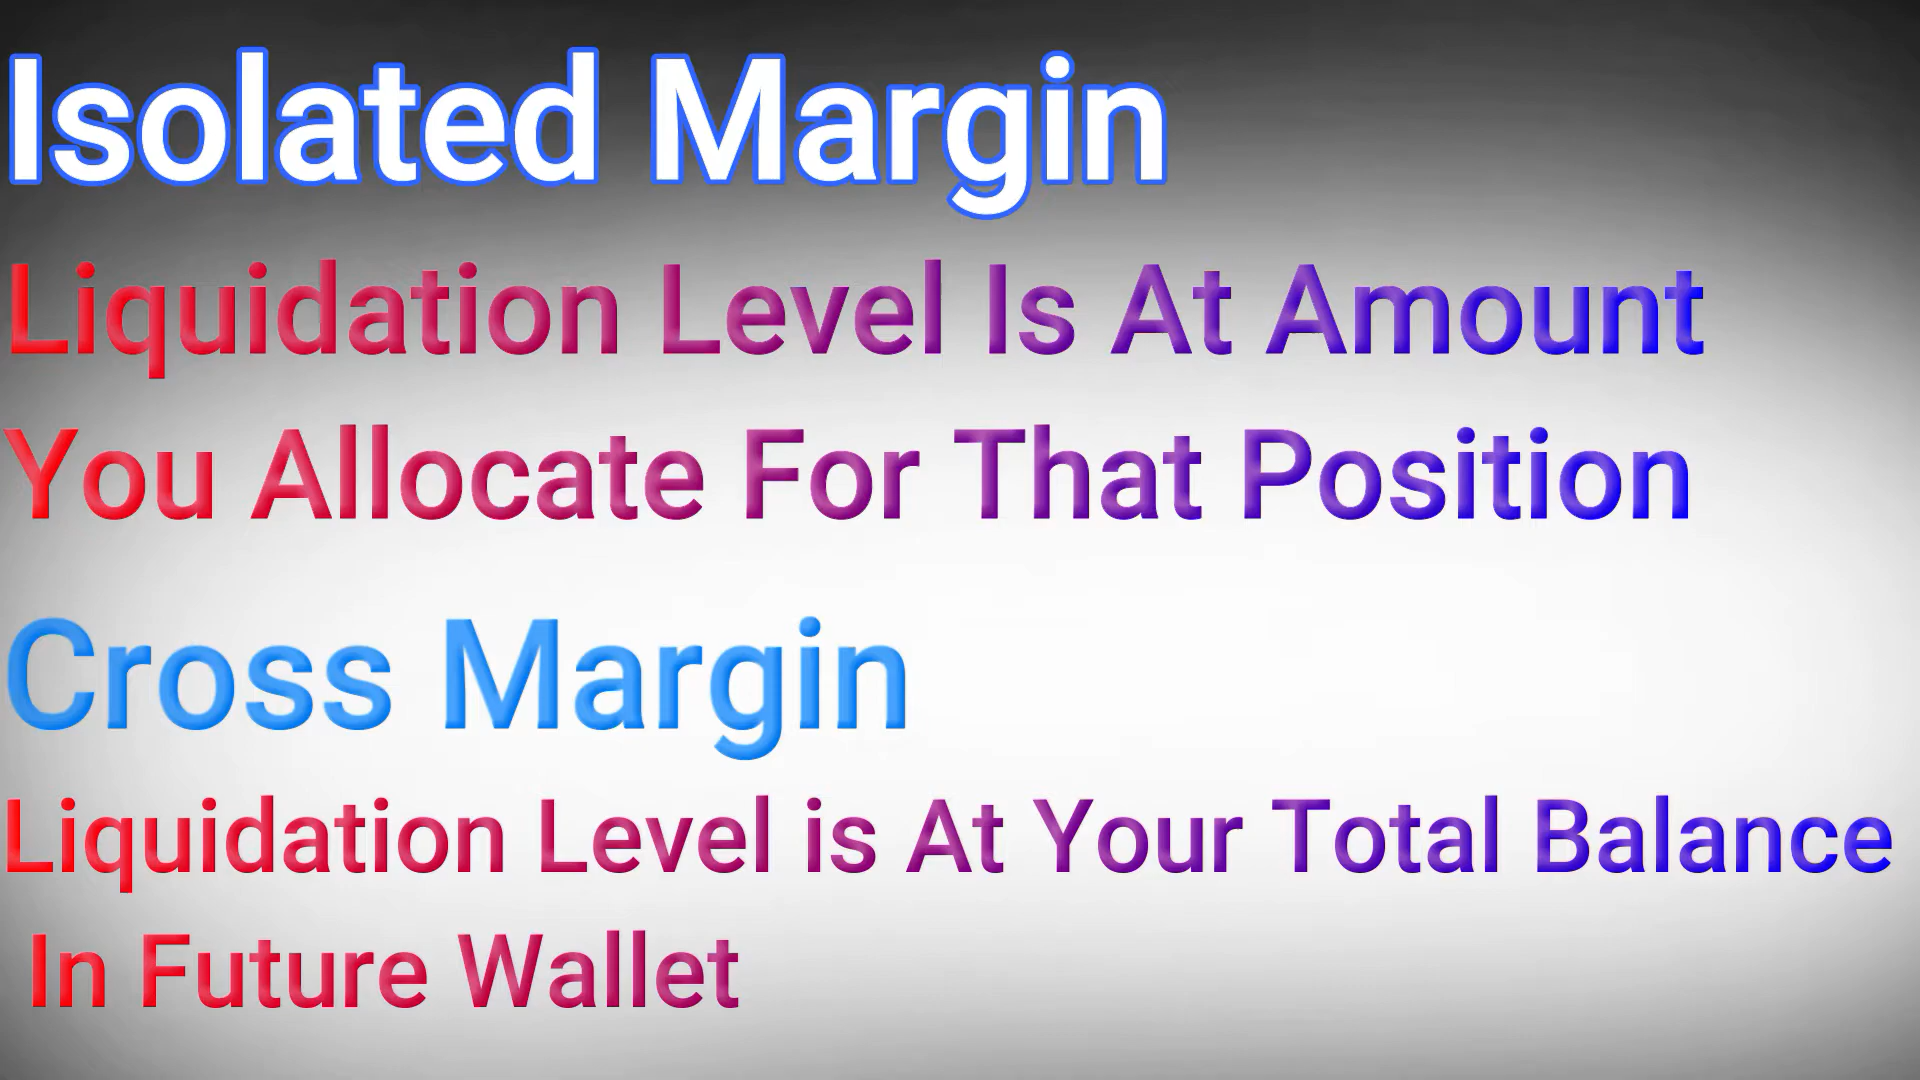 Isolated Margin
Liquidation Level Is At Amount
You Allocate For That Position
Cross Margin
Liquidation Level is At Your Total Balance
In Future Wallet